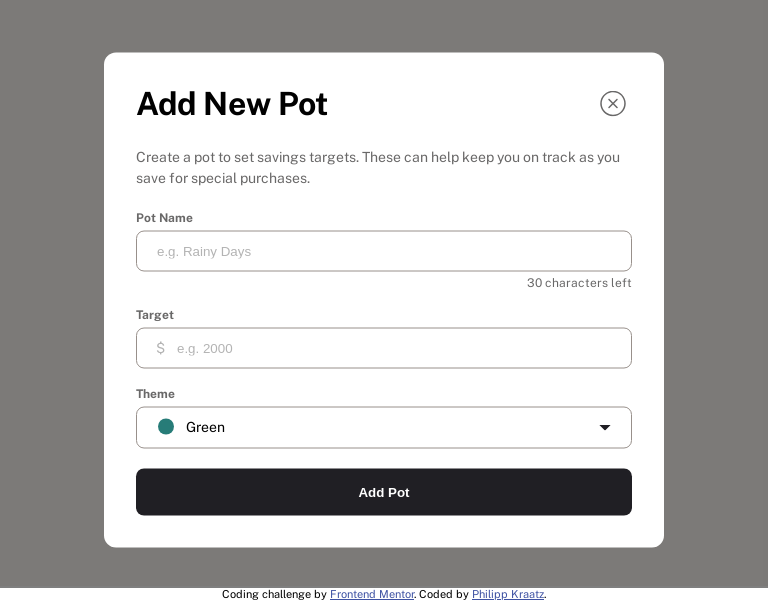 Add New Pot
Create a pot to set savings targets. These can help keep you on track as you
save for special purchases.
Pot Name
e.g. Rainy Days
30 characters left
Target
$ e.g. 2000
Theme
Green
Add Pot
Coding challenge by Frontend Mentor. Coded by Philipp Kraatz.